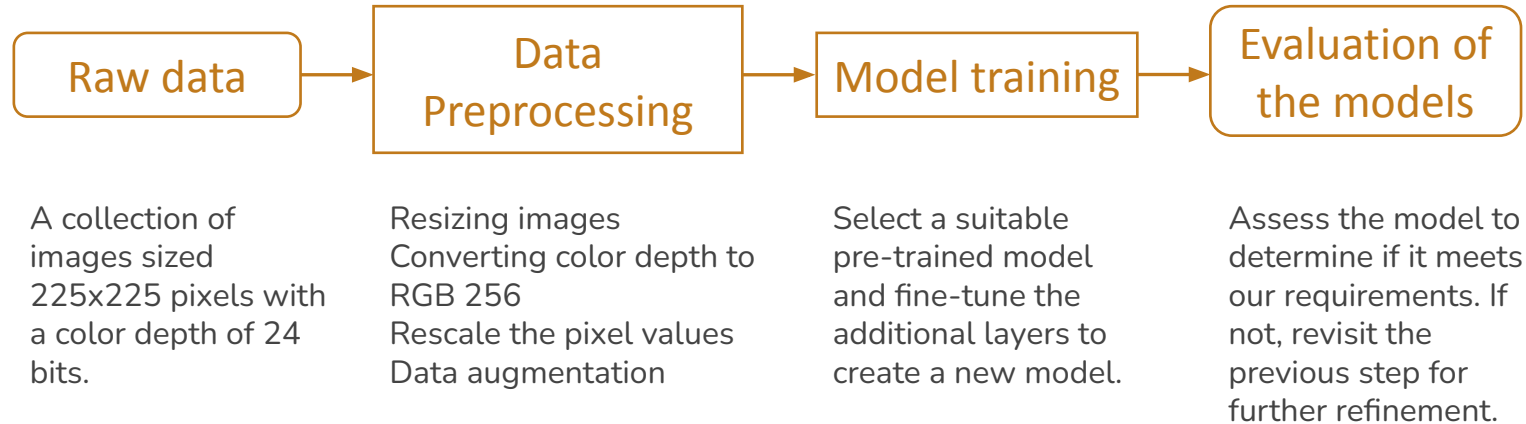 Raw data
Data
Preprocessing
Model training
Evaluation of
the models
A collection of
images sized
225x225 pixels with
a color depth of 24
bits.
Resizing images
Converting color depth to
RGB 256
Rescale the pixel values
Data augmentation
Select a suitable
pre-trained model
and fine-tune the
additional layers to
create a new model.
Assess the model to
determine if it meets
our requirements. If
not, revisit the
previous step for
further refinement.